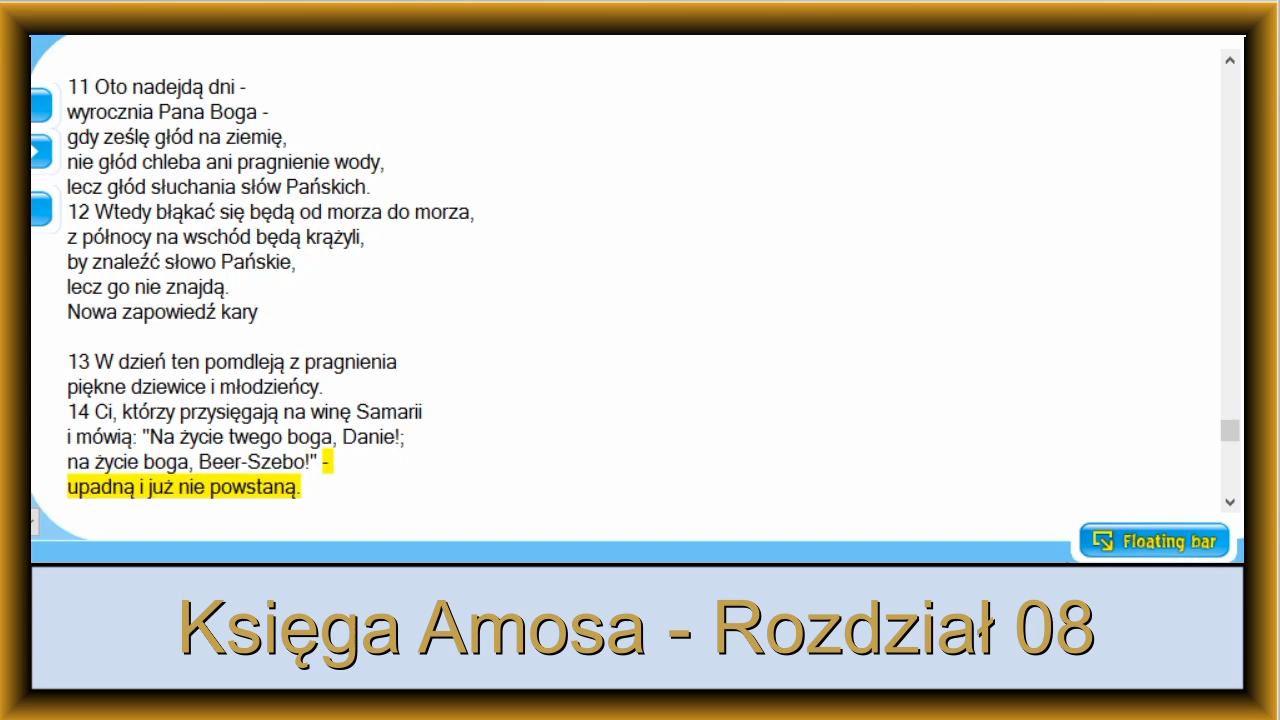 11 Oto nadejdą dni -
wyrocznia Pana Boga -
gdy ześlę głód na ziemię,
nie głód chleba ani pragnienie wody,
lecz głód słuchania słów Pańskich.
12 Wtedy błąkać się będą od morza do morza,
z północy na wschód będą krążyli,
by znaleźć słowo Pańskie,
lecz go nie znajdą.
Nowa zapowiedź kary
13 W dzień ten pomdleją z pragnienia
piękne dziewice i młodzieńcy.
14 Ci, którzy przysięgają na winę Samarii
i mówią: "Na życie twego boga, Danie!;
na życie boga, Beer-Szebo!" -
upadną i już nie powstaną.
Floating bar
Księga Amosa - Rozdział 08